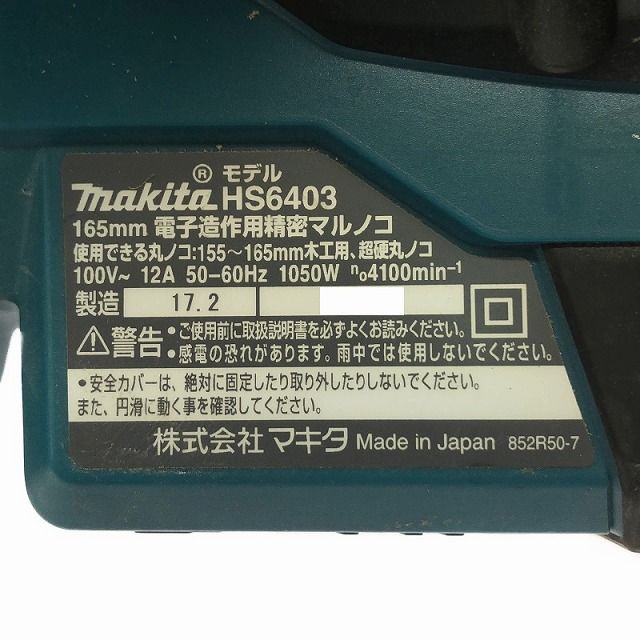 ® モデル
makita HS6403
165mm 電子造作用精密マルノコ
使用できる丸ノコ:155~165mm木工用、超硬丸ノコ
100V~ 12A 50-60Hz 1050W n₀4100min⁻¹
製造 17.2
警告 ・ご使用前に取扱説明書を必ずよくお読みください。
・感電の恐れがあります。雨中では使用しないでください。
・安全カバーは、絶対に固定したり取り外したりしないでください。
また、円滑に動く事を確認してください。
株式会社 マキタ Made in Japan 852R50-7